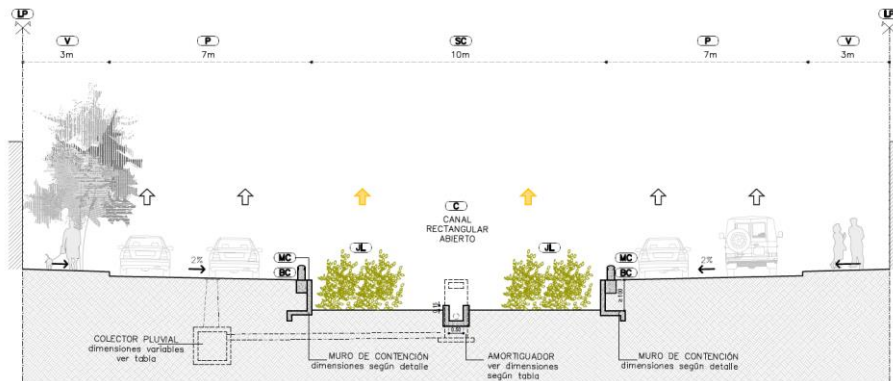 LP
LP
V
P
SC
P
V
3m
7m
10m
7m
3m
C
CANAL
RECTANGULAR
ABIERTO
JL
JL
MC
MC
2%
2%
BC
BC
0.50
COLECTOR PLUVIAL
dimensiones variables
ver tabla
MURO DE CONTENCIÓN
dimensiones según detalle
AMORTIGUADOR
ver dimensiones
según tabla
MURO DE CONTENCIÓN
dimensiones según detalle